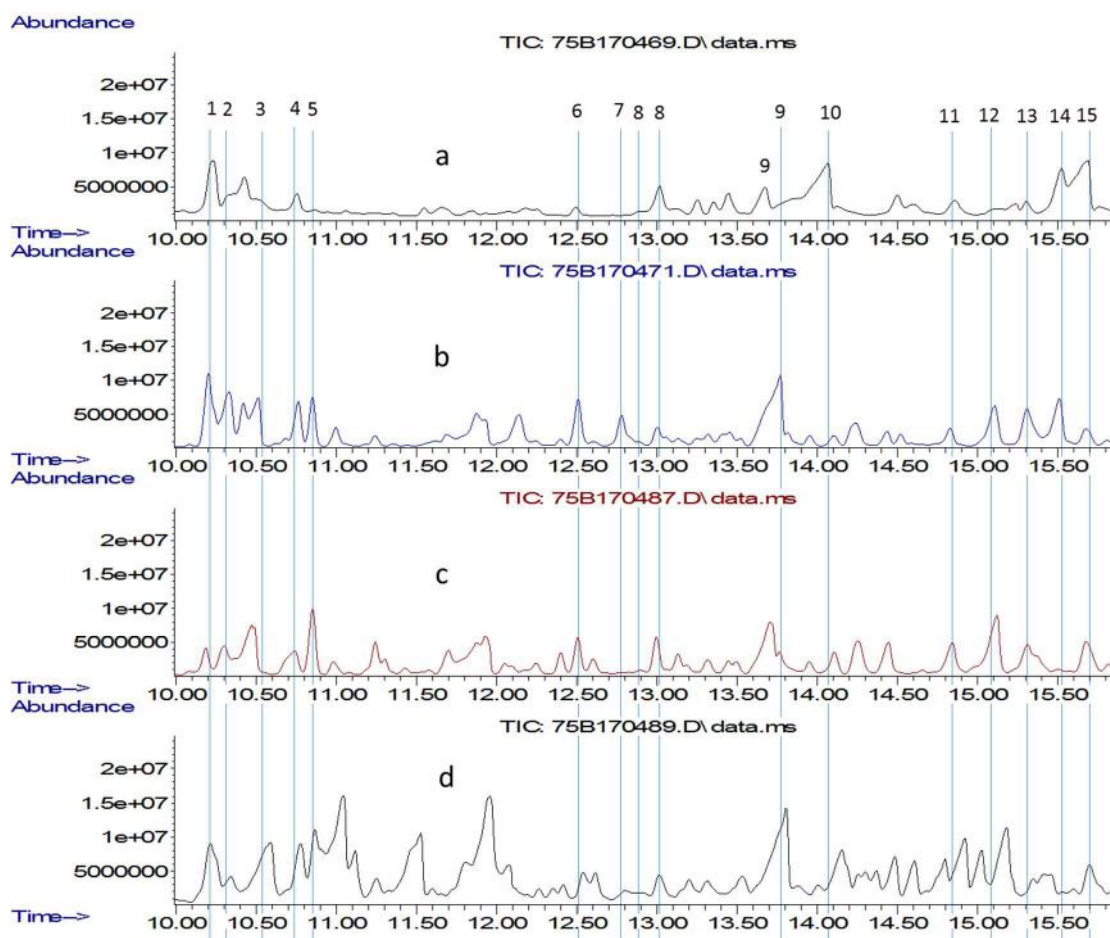 Abundance
TIC: 75B170469.D\data.ms
2e+07
1.5e+07
1e+07
5000000
1 2 3 4 5 6 7 8 8 9 10 11 12 13 14 15
a
9
Time-->
10.00 10.50 11.00 11.50 12.00 12.50 13.00 13.50 14.00 14.50 15.00 15.50
Abundance
TIC: 75B170471.D\data.ms
2e+07
1.5e+07
1e+07
5000000
b
Time-->
10.00 10.50 11.00 11.50 12.00 12.50 13.00 13.50 14.00 14.50 15.00 15.50
Abundance
TIC: 75B170487.D\data.ms
2e+07
1.5e+07
1e+07
5000000
c
Time-->
10.00 10.50 11.00 11.50 12.00 12.50 13.00 13.50 14.00 14.50 15.00 15.50
Abundance
TIC: 75B170489.D\data.ms
2e+07
1.5e+07
1e+07
5000000
d
Time-->
10.00 10.50 11.00 11.50 12.00 12.50 13.00 13.50 14.00 14.50 15.00 15.50